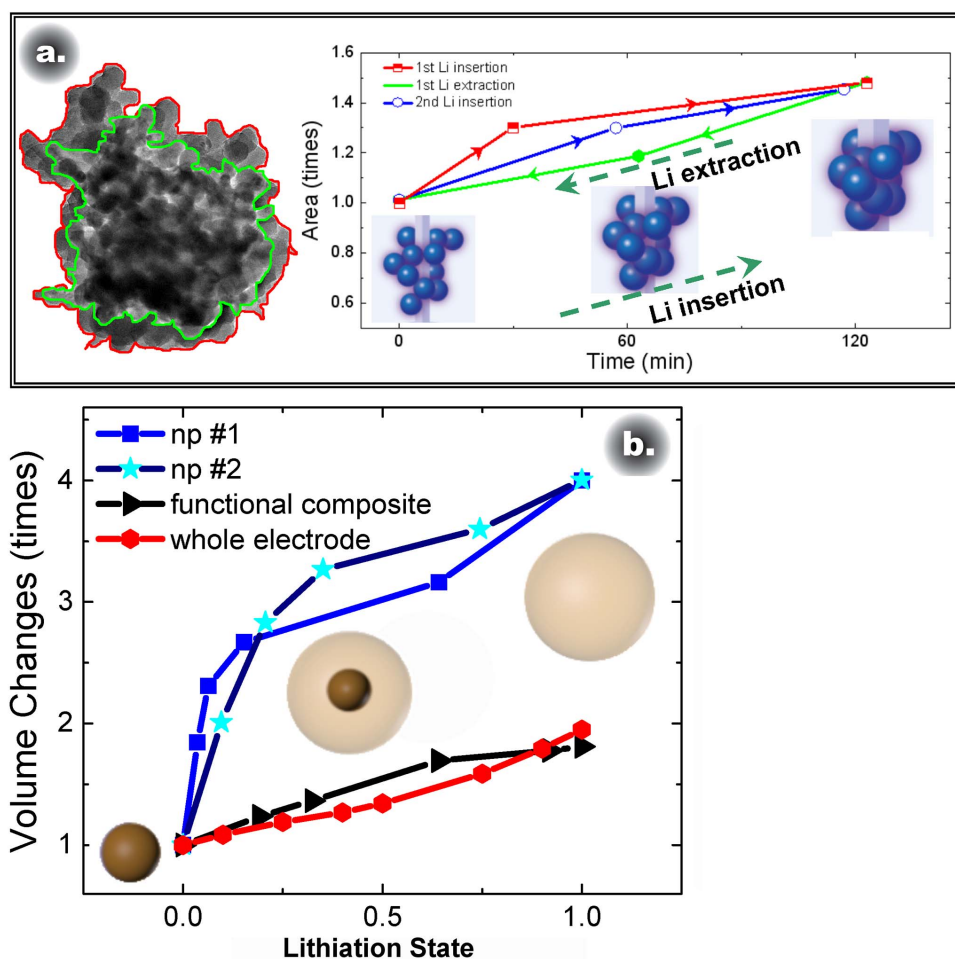 a.
1st Li insertion
1st Li extraction
2nd Li insertion
Area (times)
1.6
1.4
1.2
1.0
0.8
0.6
Li extraction
Li insertion
0 60 120
Time (min)
b.
np #1
np #2
functional composite
whole electrode
Volume Changes (times)
4
3
2
1
0.0 0.5 1.0
Lithiation State